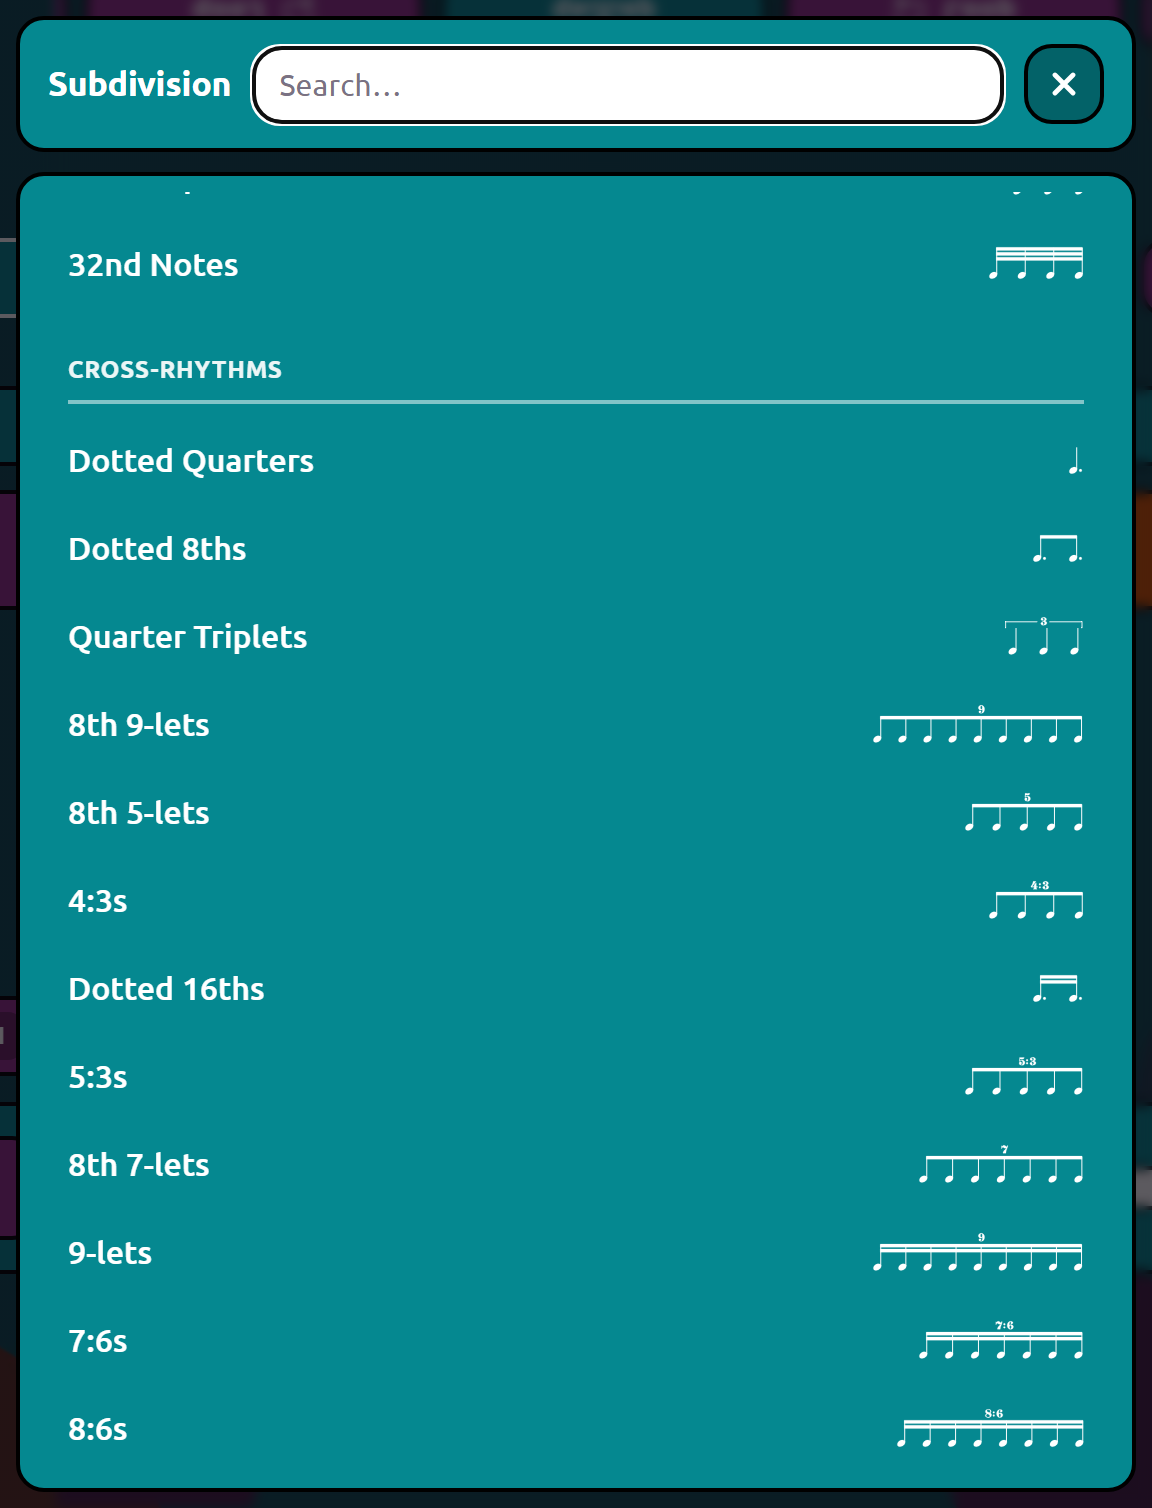 Subdivision
Search...
32nd Notes
CROSS-RHYTHMS
Dotted Quarters
Dotted 8ths
Quarter Triplets
3
8th 9-lets
9
8th 5-lets
5
4:3s
4:3
Dotted 16ths
5:3s
5:3
8th 7-lets
7
9-lets
9
7:6s
7:6
8:6s
8:6